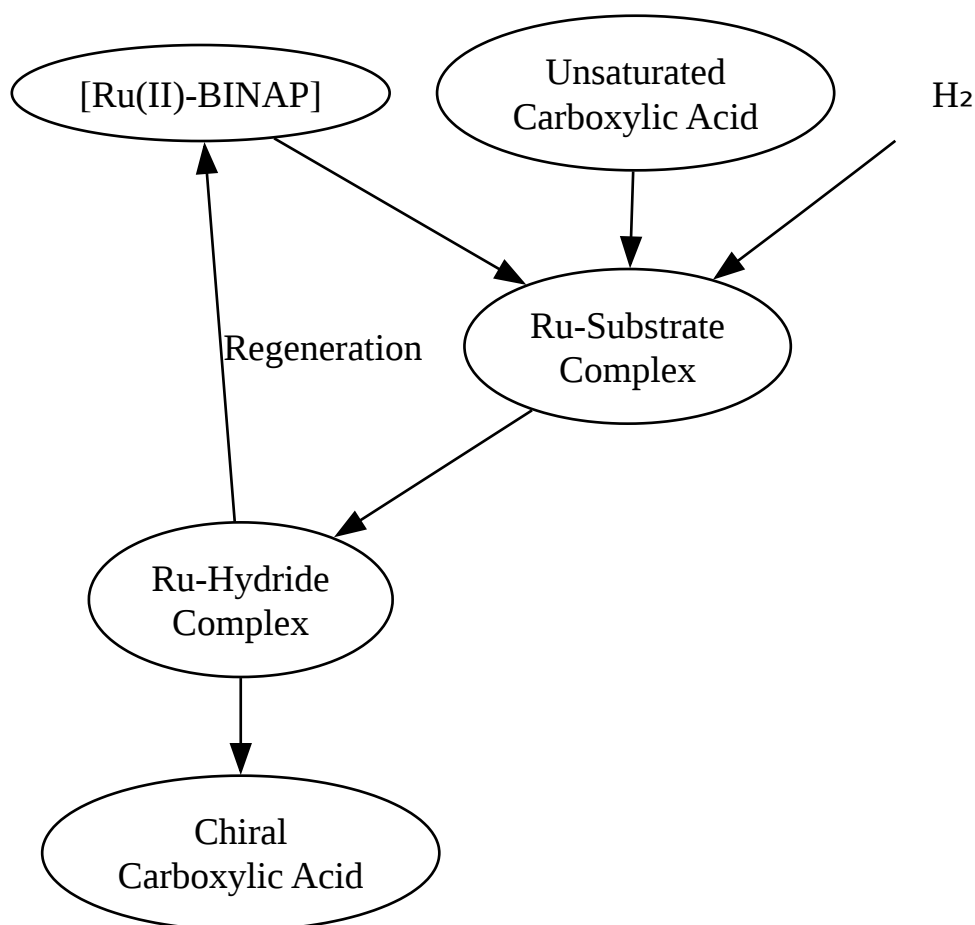 [Ru(II)-BINAP]
Unsaturated
Carboxylic Acid
H₂
Ru-Substrate
Complex
Regeneration
Ru-Hydride
Complex
Chiral
Carboxylic Acid